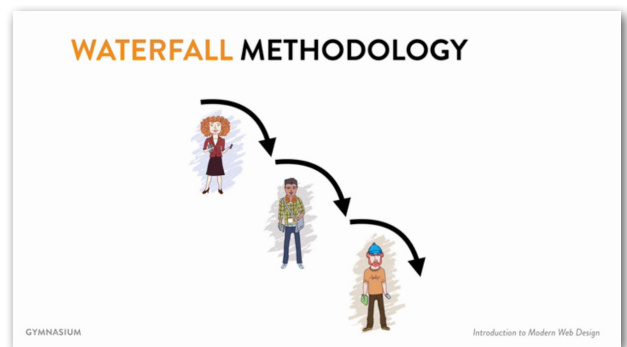 WATERFALL METHODOLOGY
GYMNASIUM
Introduction to Modern Web Design